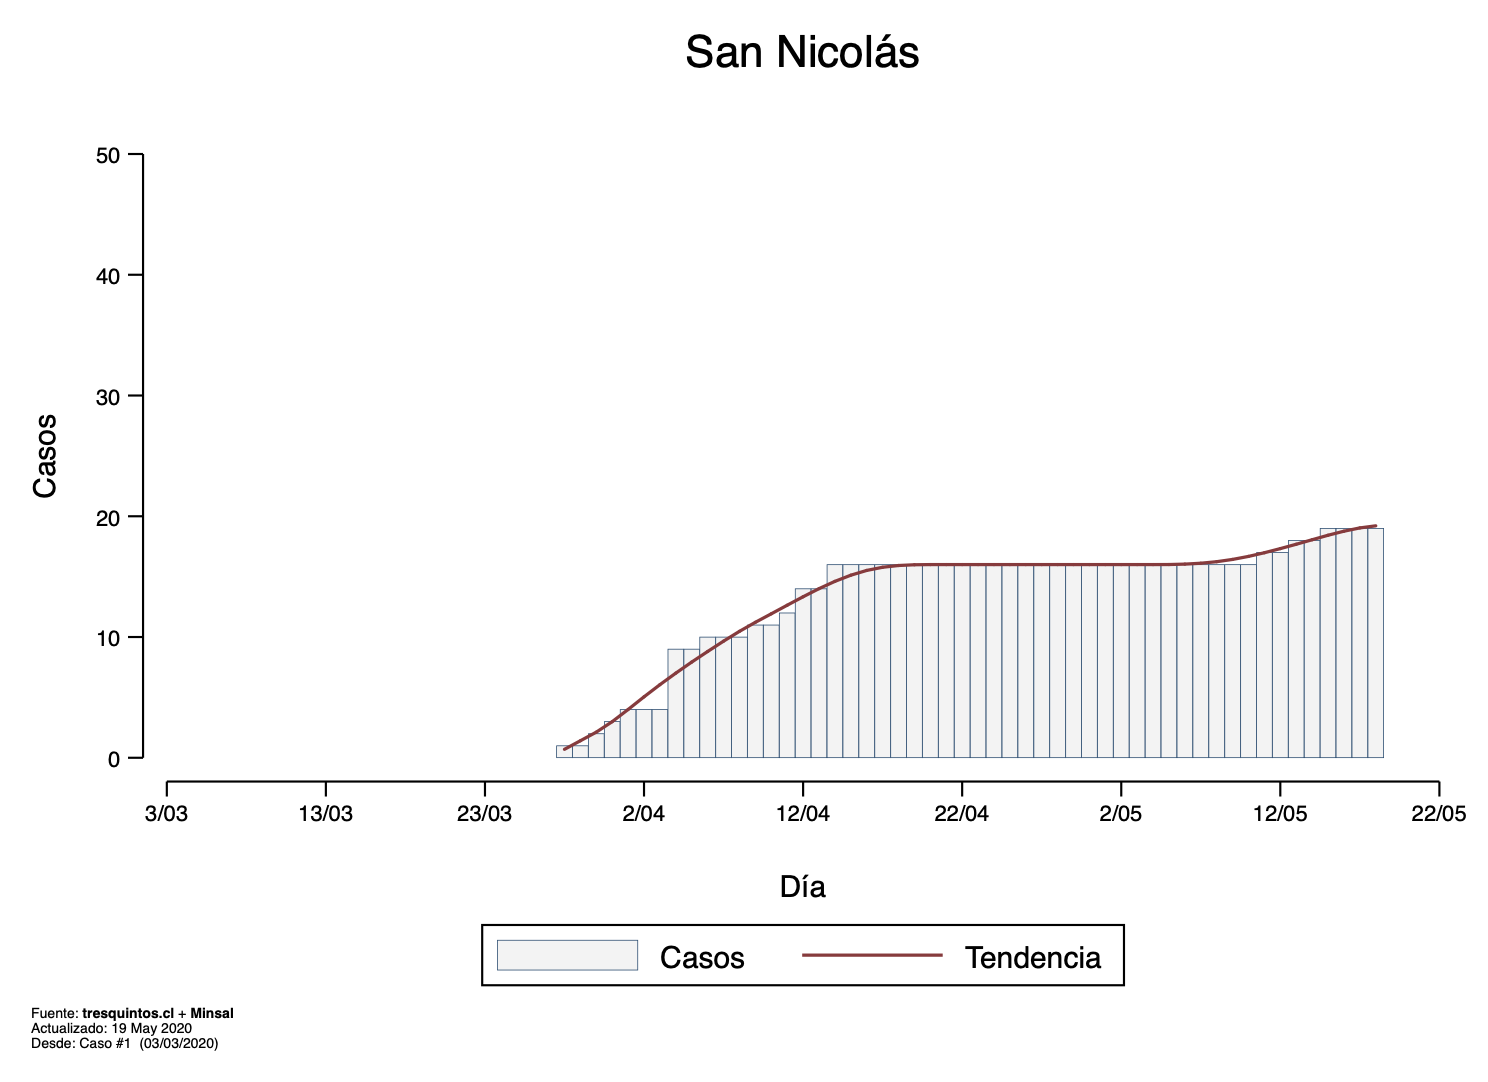 San Nicolás
50
40
30
20
10
0
Casos
3/03 13/03 23/03 2/04 12/04 22/04 2/05 12/05 22/05
Día
Casos Tendencia
Fuente: tresquintos.cl + Minsal
Actualizado: 19 May 2020
Desde: Caso #1 (03/03/2020)